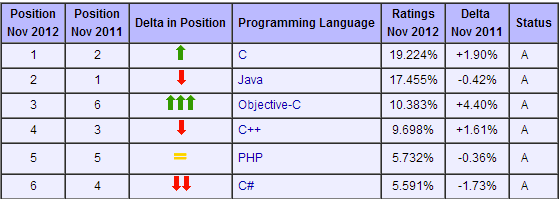 Position Nov 2012 Position Nov 2011 Delta in Position Programming Language Ratings Nov 2012 Delta Nov 2011 Status
1 2 C 19.224% +1.90% A
2 1 Java 17.455% -0.42% A
3 6 Objective-C 10.383% +4.40% A
4 3 C++ 9.698% +1.61% A
5 5 = PHP 5.732% -0.36% A
6 4 C# 5.591% -1.73% A